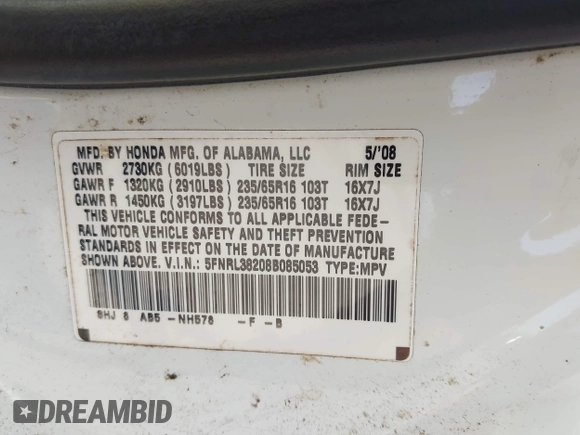 MFD. BY HONDA MFG. OF ALABAMA, LLC 5/'08
GVWR 2730KG (6019LBS) TIRE SIZE RIM SIZE
GAWR F 1320KG (2910LBS) 235/65R16 103T 16X7J
GAWR R 1450KG (3197LBS) 235/65R16 103T 16X7J
THIS VEHICLE CONFORMS TO ALL APPLICABLE FEDE-
RAL MOTOR VEHICLE SAFETY AND THEFT PREVENTION
STANDARDS IN EFFECT ON THE DATE OF MANUFACTURE
SHOWN ABOVE. V.I.N.: 5FNRL38208B085053 TYPE:MPV
SHJ 8 AB5 -NH578 -F -B
DREAMBID